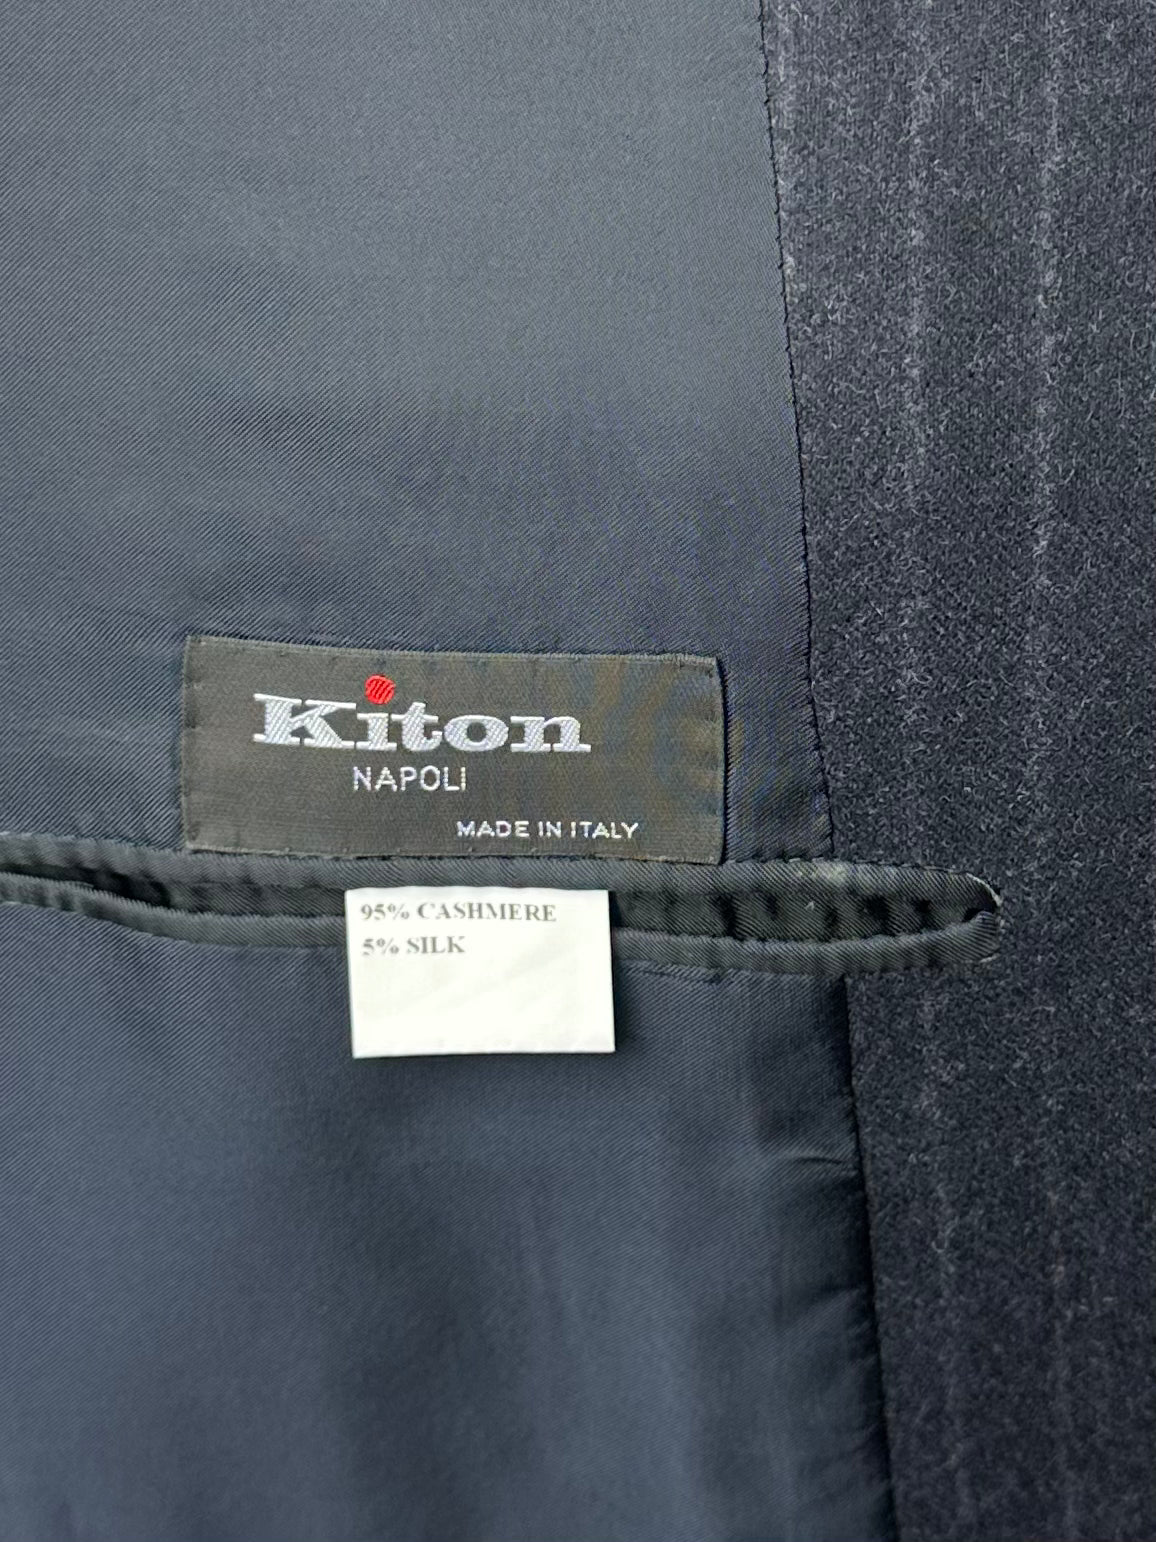 Kiton
NAPOLI
MADE IN ITALY
95% CASHMERE
5% SILK